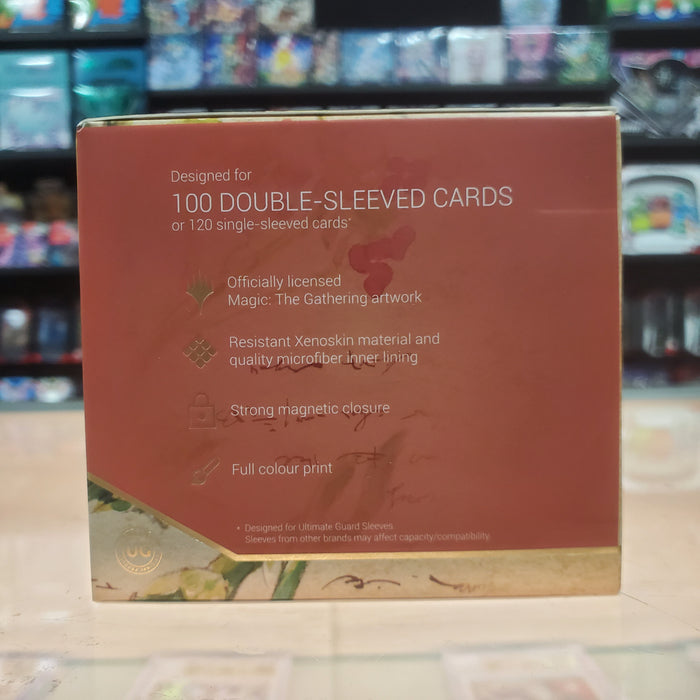 Designed for
100 DOUBLE-SLEEVED CARDS
or 120 single-sleeved cards*
Officially licensed
Magic: The Gathering artwork
Resistant Xenoskin material and
quality microfiber inner lining
Strong magnetic closure
Full colour print
* Designed for Ultimate Guard Sleeves.
Sleeves from other brands may affect capacity/compatibility.
UG